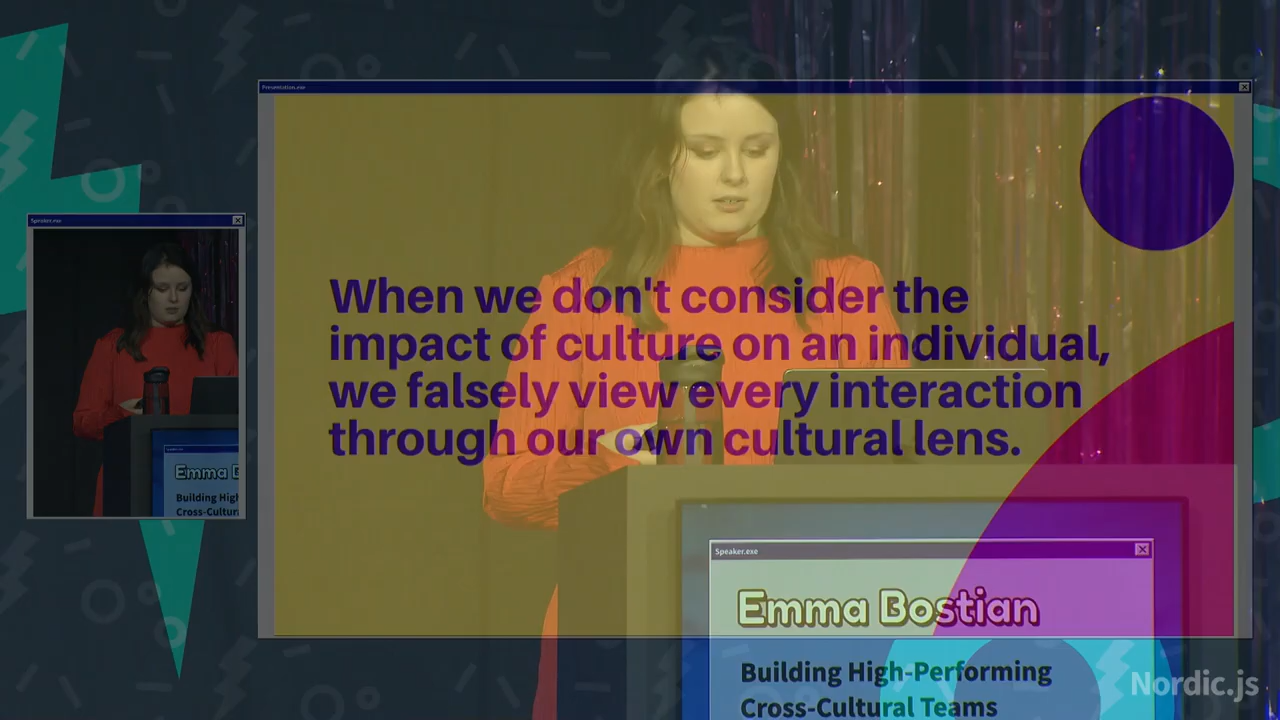 Presentation.exe
When we don't consider the
impact of culture on an individual,
we falsely view every interaction
through our own cultural lens.
Speaker.exe
Emma B
Building High
Cross-Cultur
Speaker.exe
Emma Bostian
Building High-Performing
Cross-Cultural Teams
Nordic.js